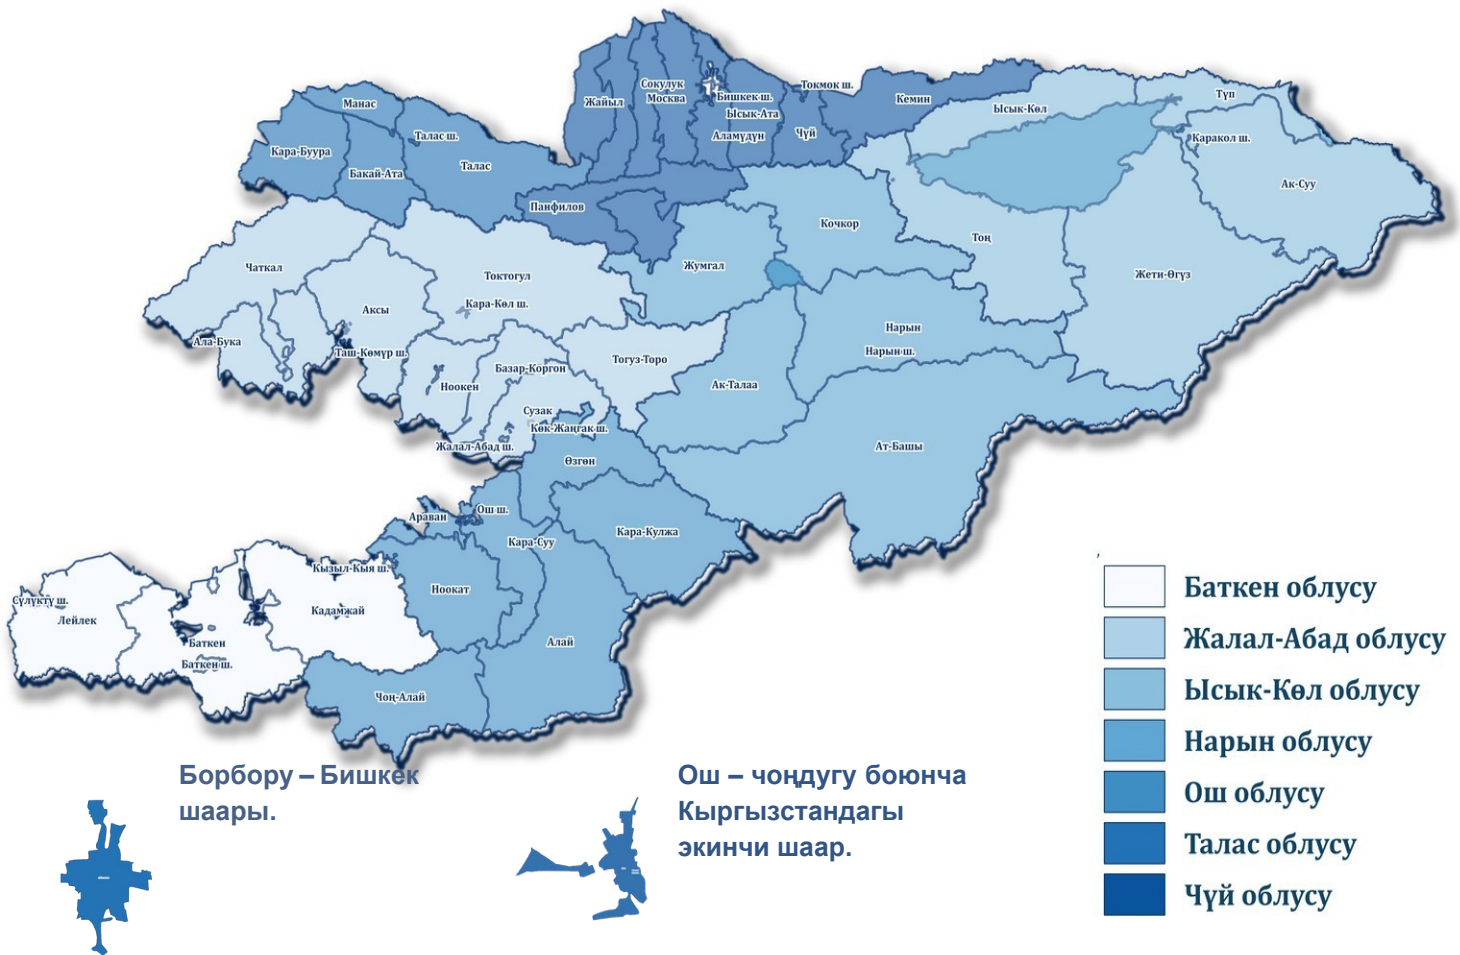 Манас
Талас ш.
Кара-Буура
Бакай-Ата
Талас
Жайыл
Сокулук
Москва
Бишкек ш.
Ысык-Ата
Аламүдүн
Чүй
Токмок ш.
Кемин
Панфилов
Ысык-Көл
Түп
Каракол ш.
Ак-Суу
Тоң
Жети-Өгүз
Кочкор
Жумгал
Нарын
Нарын ш.
Ак-Талаа
Ат-Башы
Чаткал
Токтогул
Кара-Көл ш.
Аксы
Ала-Бука
Таш-Көмүр ш.
Ноокен
Базар-Коргон
Тогуз-Торо
Сузак
Көк-Жаңгак ш.
Жалал-Абад ш.
Өзгөн
Ош ш.
Араван
Кара-Суу
Кара-Кулжа
Ноокат
Алай
Чоң-Алай
Кызыл-Кыя ш.
Кадамжай
Сүлүктү ш.
Лейлек
Баткен
Баткен ш.
Баткен облусу
Жалал-Абад облусу
Ысык-Көл облусу
Нарын облусу
Ош облусу
Талас облусу
Чүй облусу
Борбору – Бишкек
шаары.
Ош – чоңдугу боюнча
Кыргызстандагы
экинчи шаар.